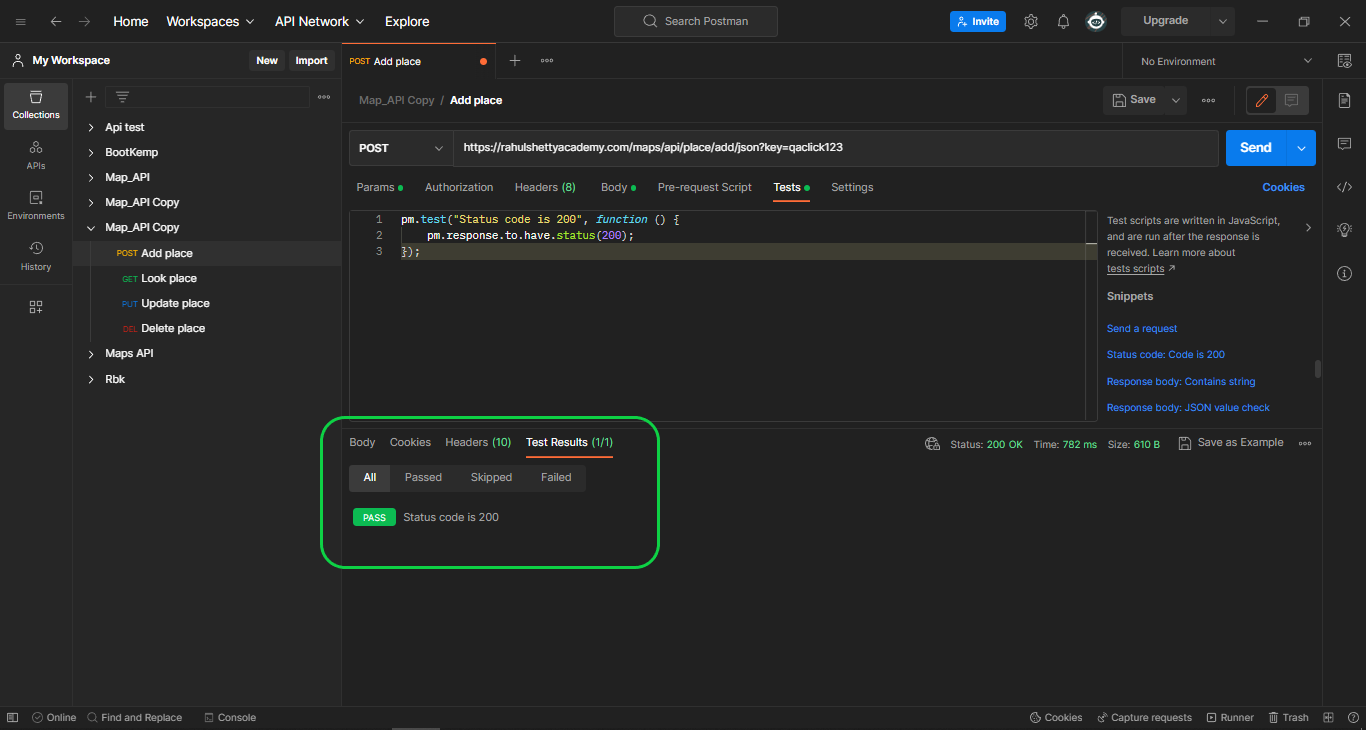 Home Workspaces API Network Explore Search Postman Invite Upgrade
My Workspace New Import POST Add place No Environment
Collections
APIs
Environments
History
Api test
BootKemp
Map_API
Map_API Copy
Map_API Copy
POST Add place
GET Look place
PUT Update place
DEL Delete place
Maps API
Rbk
Map_API Copy / Add place Save
POST https://rahulshettyacademy.com/maps/api/place/add/json?key=qaclick123 Send
Params Authorization Headers (8) Body Pre-request Script Tests Settings Cookies
1 pm.test("Status code is 200", function () {
2 pm.response.to.have.status(200);
3 });
Test scripts are written in JavaScript,
and are run after the response is
received. Learn more about
tests scripts ↗
Snippets
Send a request
Status code: Code is 200
Response body: Contains string
Response body: JSON value check
Body Cookies Headers (10) Test Results (1/1) Status: 200 OK Time: 782 ms Size: 610 B Save as Example
All Passed Skipped Failed
PASS Status code is 200
Online Find and Replace Console Cookies Capture requests Runner Trash